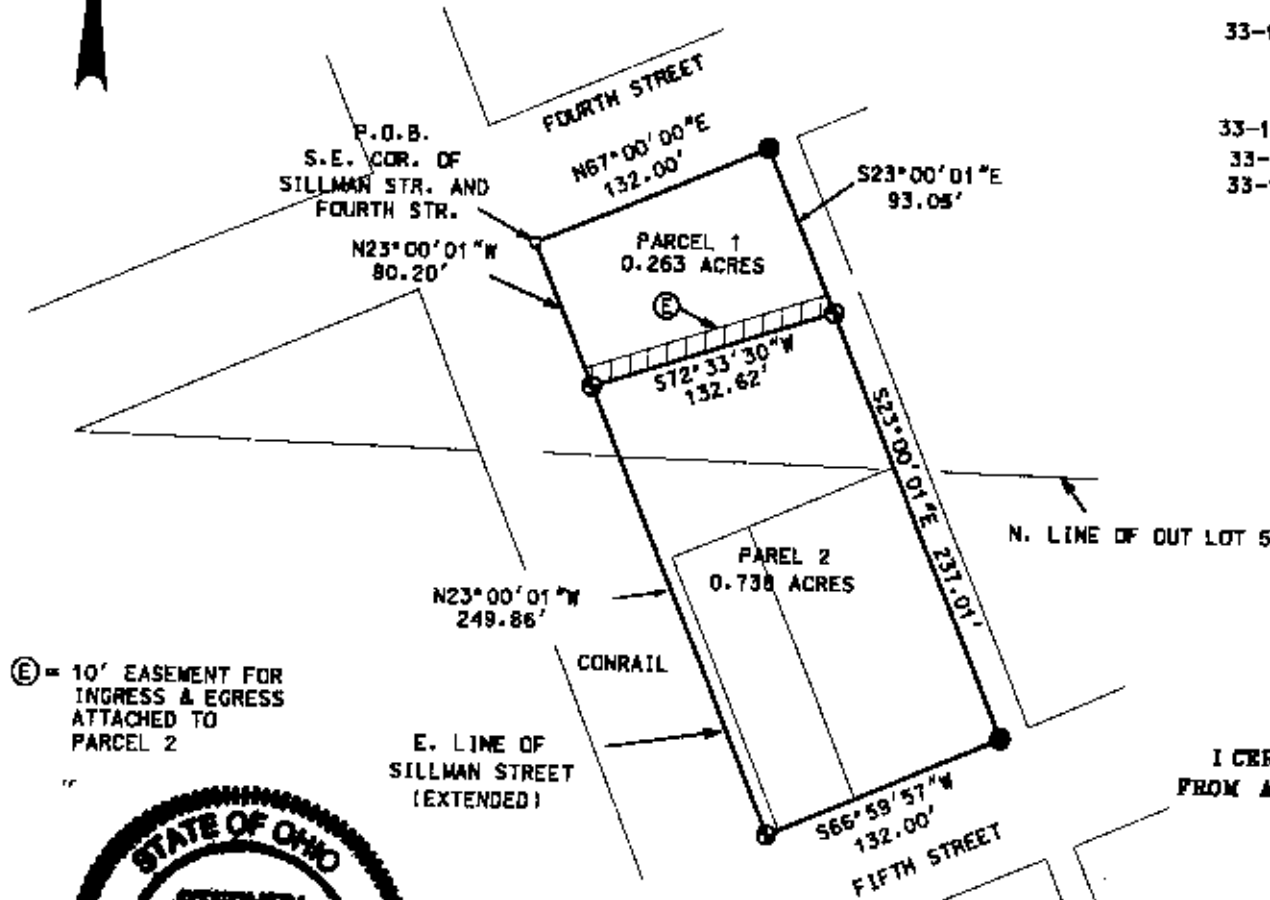 33-1
33-1
33-
33-1
FOURTH STREET
P.O.B.
S.E. COR. OF
SILLMAN STR. AND
FOURTH STR.
N67°00'00"E
132.00'
S23°00'01"E
93.05'
N23°00'01"W
80.20'
PARCEL 1
0.263 ACRES
E
S72°33'30"W
132.62'
S23°00'01"E 237.01'
N. LINE OF OUT LOT 5
PAREL 2
0.738 ACRES
N23°00'01"W
249.86'
CONRAIL
E = 10' EASEMENT FOR
INGRESS & EGRESS
ATTACHED TO
PARCEL 2
E. LINE OF
SILLMAN STREET
(EXTENDED)
I CER
FROM A
S66°59'57"W
132.00'
FIFTH STREET
STATE OF OHIO